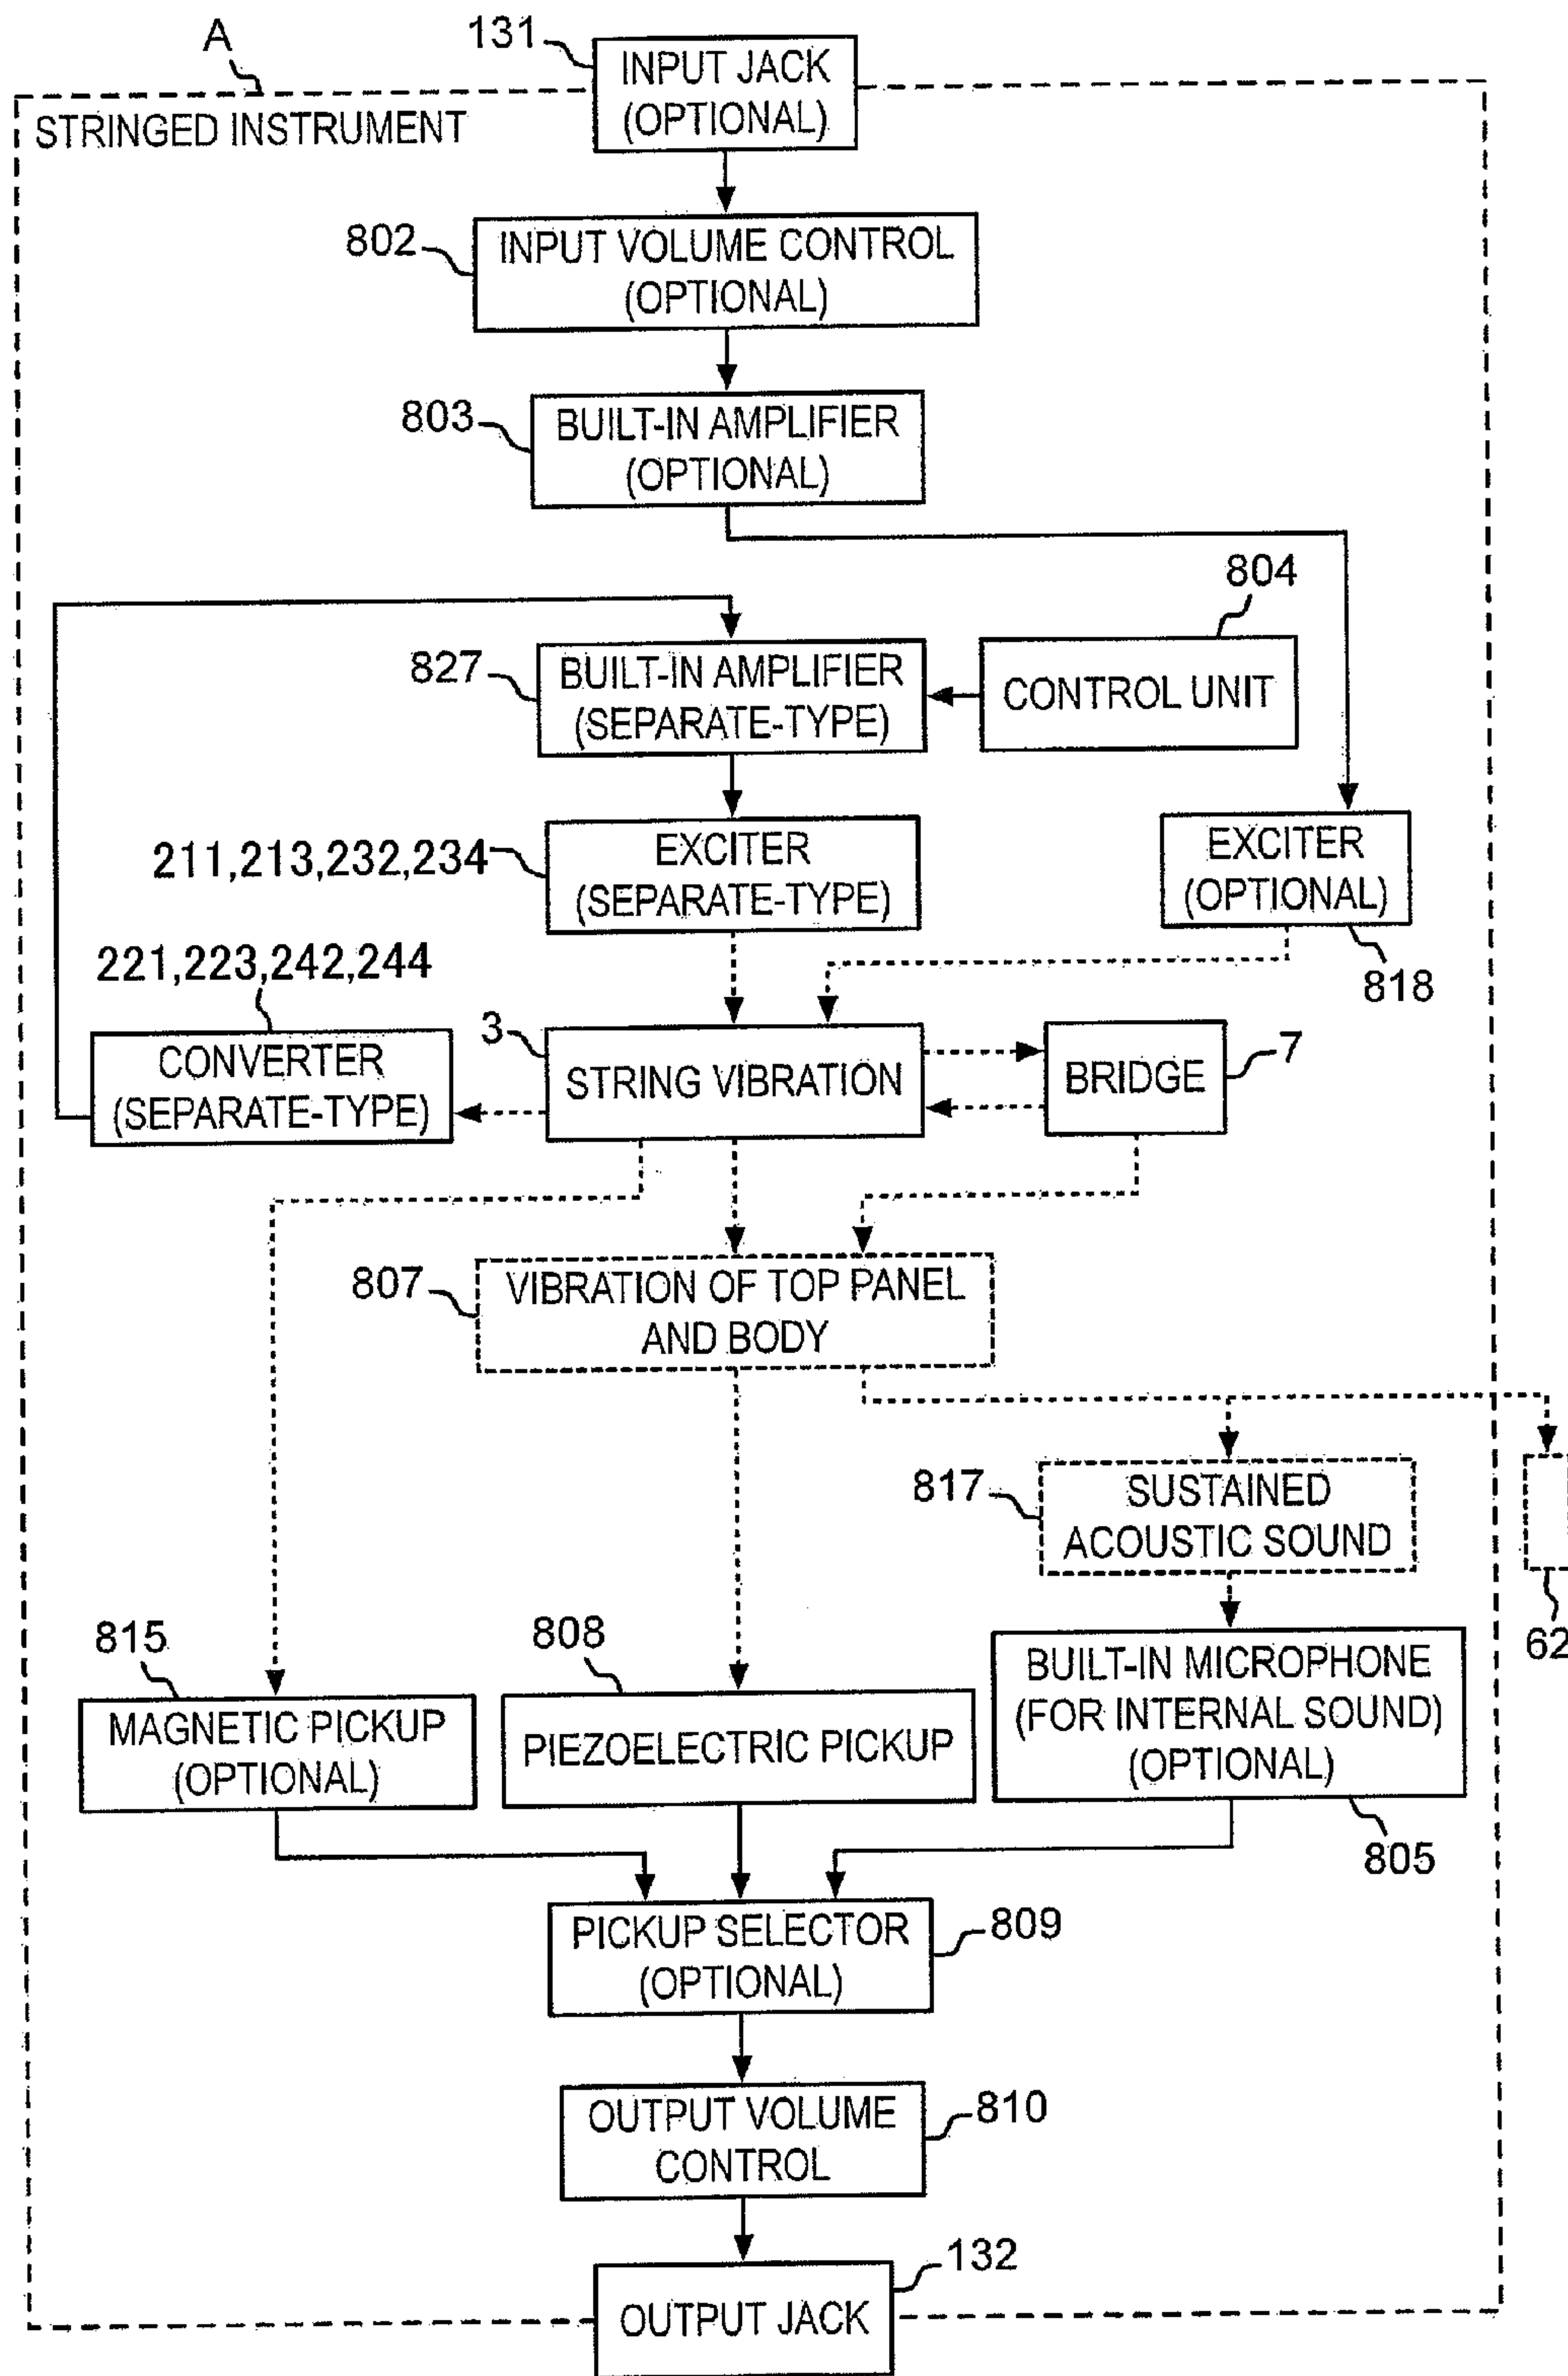 A
131
INPUT JACK
(OPTIONAL)
STRINGED INSTRUMENT
802
INPUT VOLUME CONTROL
(OPTIONAL)
803
BUILT-IN AMPLIFIER
(OPTIONAL)
804
827
BUILT-IN AMPLIFIER
(SEPARATE-TYPE)
CONTROL UNIT
211,213,232,234
EXCITER
(SEPARATE-TYPE)
EXCITER
(OPTIONAL)
818
221,223,242,244
CONVERTER
(SEPARATE-TYPE)
3
STRING VIBRATION
BRIDGE
7
807
VIBRATION OF TOP PANEL
AND BODY
817
SUSTAINED
ACOUSTIC SOUND
62
815
MAGNETIC PICKUP
(OPTIONAL)
808
PIEZOELECTRIC PICKUP
BUILT-IN MICROPHONE
(FOR INTERNAL SOUND)
(OPTIONAL)
805
PICKUP SELECTOR
(OPTIONAL)
809
OUTPUT VOLUME
CONTROL
810
132
OUTPUT JACK